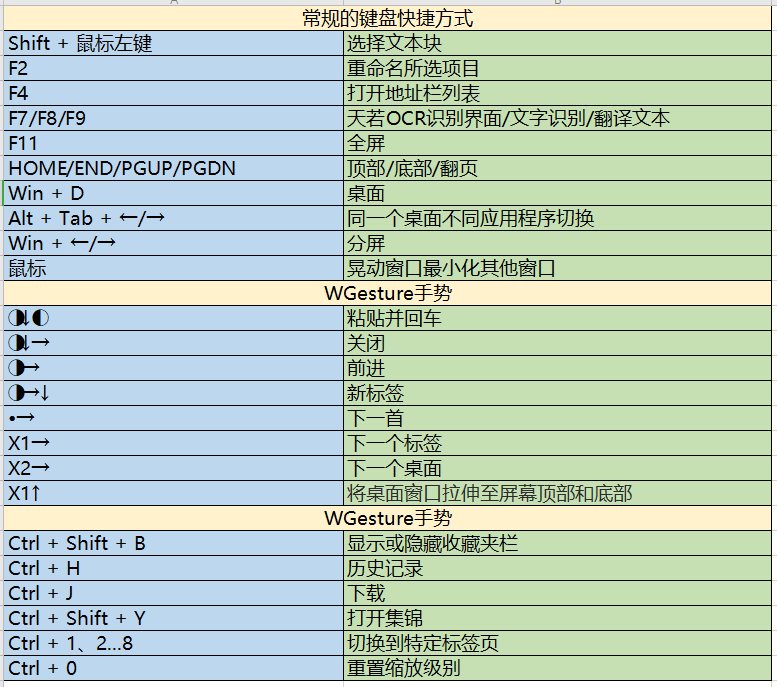 A B
常规的键盘快捷方式
Shift + 鼠标左键 选择文本块
F2 重命名所选项目
F4 打开地址栏列表
F7/F8/F9 天若OCR识别界面/文字识别/翻译文本
F11 全屏
HOME/END/PGUP/PGDN 顶部/底部/翻页
Win + D 桌面
Alt + Tab + ←/→ 同一个桌面不同应用程序切换
Win + ←/→ 分屏
鼠标 晃动窗口最小化其他窗口
WGesture手势
◑↓◐ 粘贴并回车
◑↓→ 关闭
◑→ 前进
◑→↓ 新标签
•→ 下一首
X1→ 下一个标签
X2→ 下一个桌面
X1↑ 将桌面窗口拉伸至屏幕顶部和底部
WGesture手势
Ctrl + Shift + B 显示或隐藏收藏夹栏
Ctrl + H 历史记录
Ctrl + J 下载
Ctrl + Shift + Y 打开集锦
Ctrl + 1、2...8 切换到特定标签页
Ctrl + 0 重置缩放级别